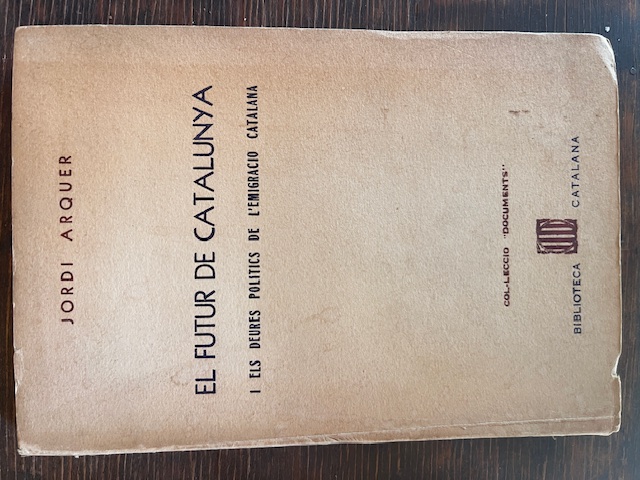 JORDI ARQUER
EL FUTUR DE CATALUNYA
I ELS DEURES POLITICS DE L'EMIGRACIO CATALANA
COL·LECCIO "DOCUMENTS"
BIBLIOTECA CATALANA